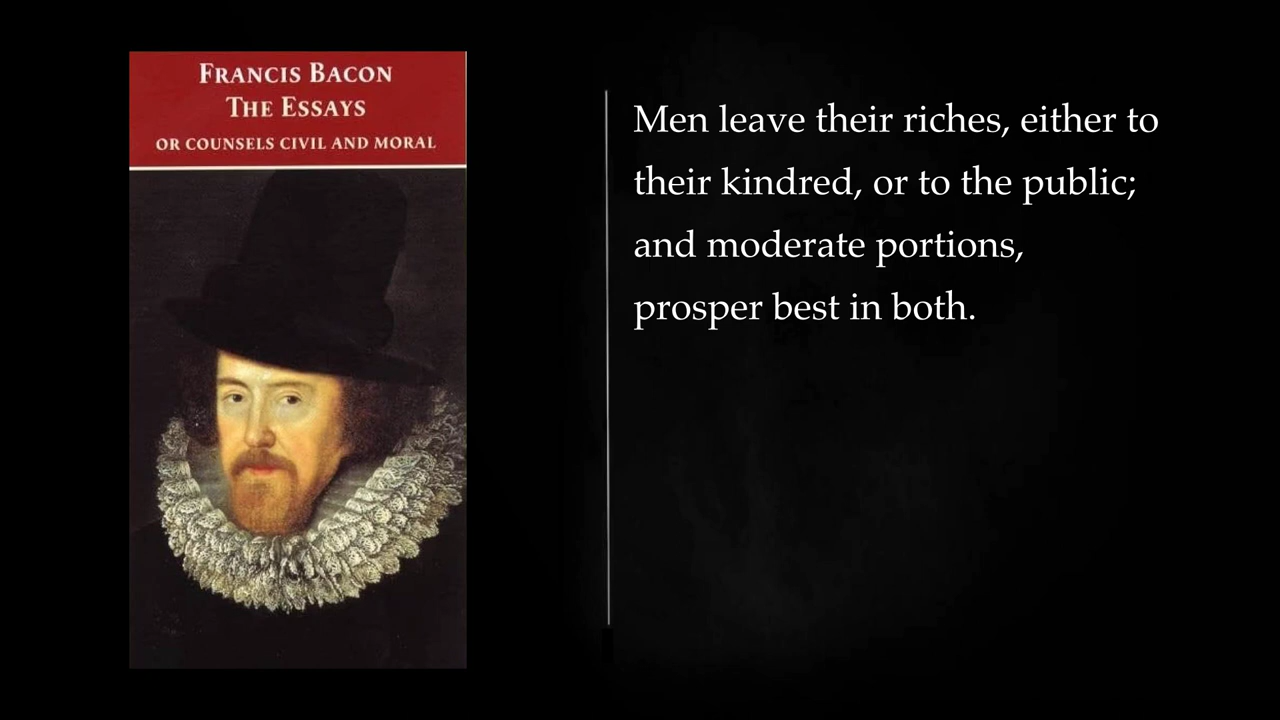 FRANCIS BACON
THE ESSAYS
OR COUNSELS CIVIL AND MORAL
Men leave their riches, either to
their kindred, or to the public;
and moderate portions,
prosper best in both.